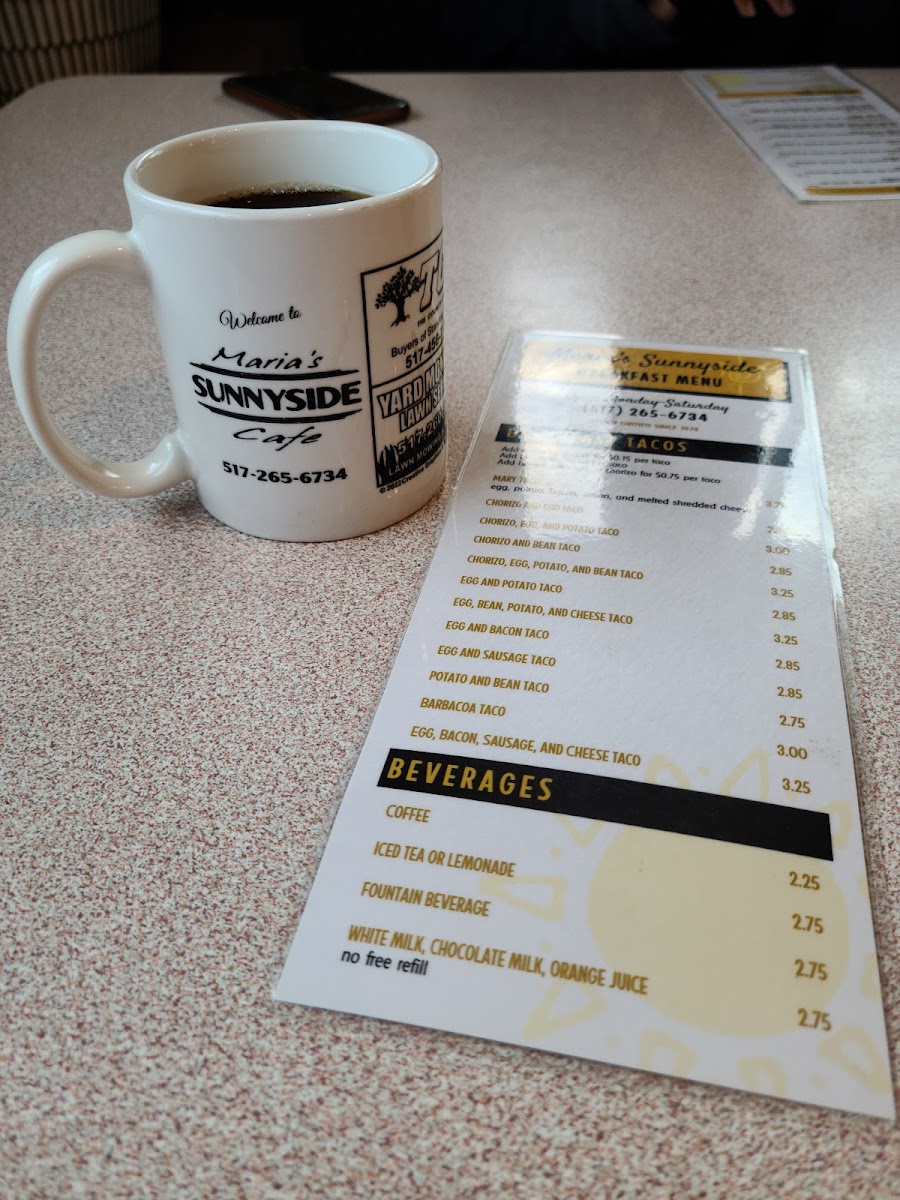 Welcome to
Maria's
SUNNYSIDE
Cafe
517-265-6734
THE
Buyers of
YARD
LAWN
LAWN
Sunnyside
BREAKFAST MENU
Monday-Saturday
(517) 265-6734
SINCE
TACOS
for $0.15 per taco
Chorizo for $0.75 per taco
MARY
egg, potato, bacon, onion, and melted shredded cheese
CHORIZO AND EGG TACO
CHORIZO, EGG, AND POTATO TACO 3.00
CHORIZO AND BEAN TACO 2.85
CHORIZO, EGG, POTATO, AND BEAN TACO 3.25
EGG AND POTATO TACO 2.85
EGG, BEAN, POTATO, AND CHEESE TACO 3.25
EGG AND BACON TACO 2.85
EGG AND SAUSAGE TACO 2.85
POTATO AND BEAN TACO 2.75
BARBACOA TACO 3.00
EGG, BACON, SAUSAGE, AND CHEESE TACO 3.25
BEVERAGES
COFFEE 2.25
ICED TEA OR LEMONADE 2.75
FOUNTAIN BEVERAGE 2.75
WHITE MILK, CHOCOLATE MILK, ORANGE JUICE 2.75
no free refill